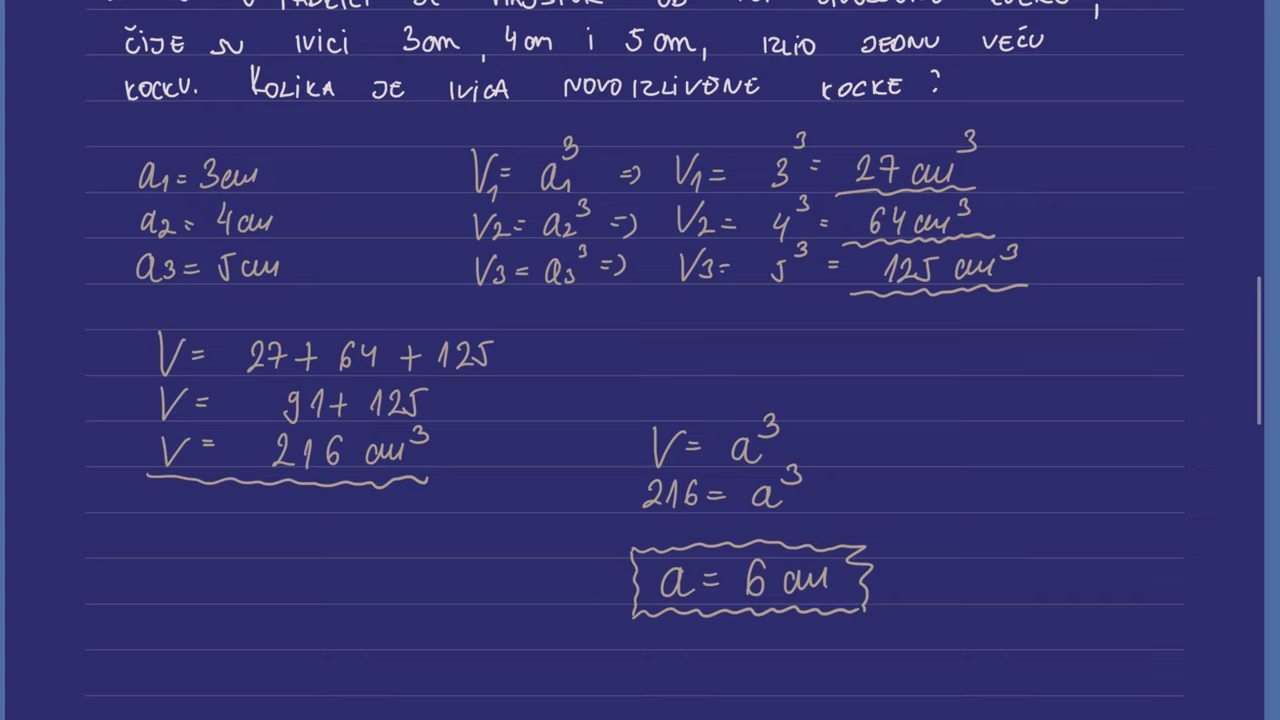 ČIJE SU IVICI 3cm, 4cm i 5cm, IZLIO JEDNU VEĆU
KOCKU. KOLIKA JE IVICA NOVOIZLIVENE KOCKE?
a1 = 3cm V1 = a1³ => V1 = 3³ = 27 cm³
a2 = 4cm V2 = a2³ => V2 = 4³ = 64 cm³
a3 = 5cm V3 = a3³ => V3 = 5³ = 125 cm³
V = 27 + 64 + 125
V = 91 + 125
V = 216 cm³
V = a³
216 = a³
a = 6 cm